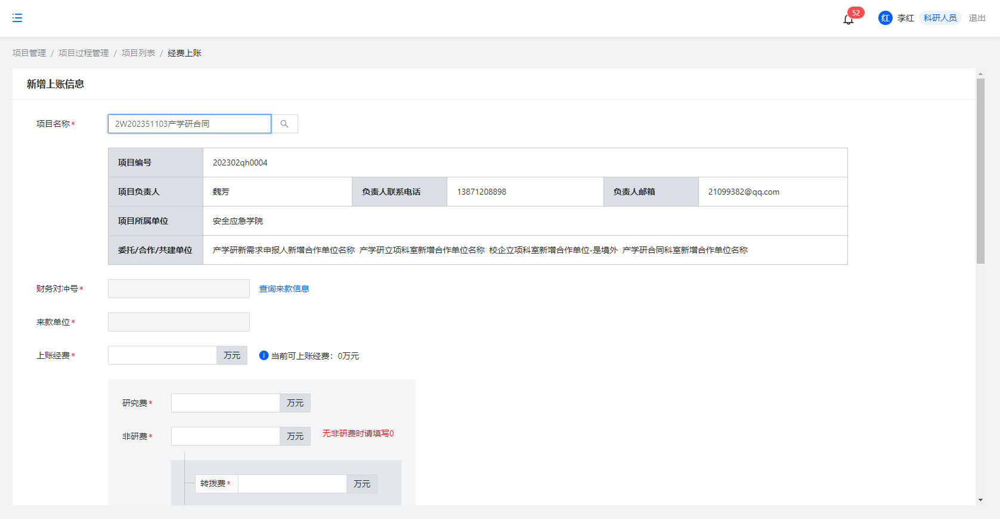 52 红 李红 科研人员 退出
项目管理 / 项目过程管理 / 项目列表 / 经费上账
新增上账信息
项目名称* 2W202351103产学研合同
项目编号 202302qh0004
项目负责人 魏芳 负责人联系电话 13871208898 负责人邮箱 21099382@qq.com
项目所属单位 安全应急学院
委托/合作/共建单位 产学研新需求申报人新增合作单位名称 产学研立项科室新增合作单位名称 校企立项科室新增合作单位-是境外 产学研合同科室新增合作单位名称
财务对冲号* 查询来款信息
来款单位*
上账经费* 万元 当前可上账经费：0万元
研究费* 万元
非研费* 万元 无非研费时请填写0
转拨费* 万元